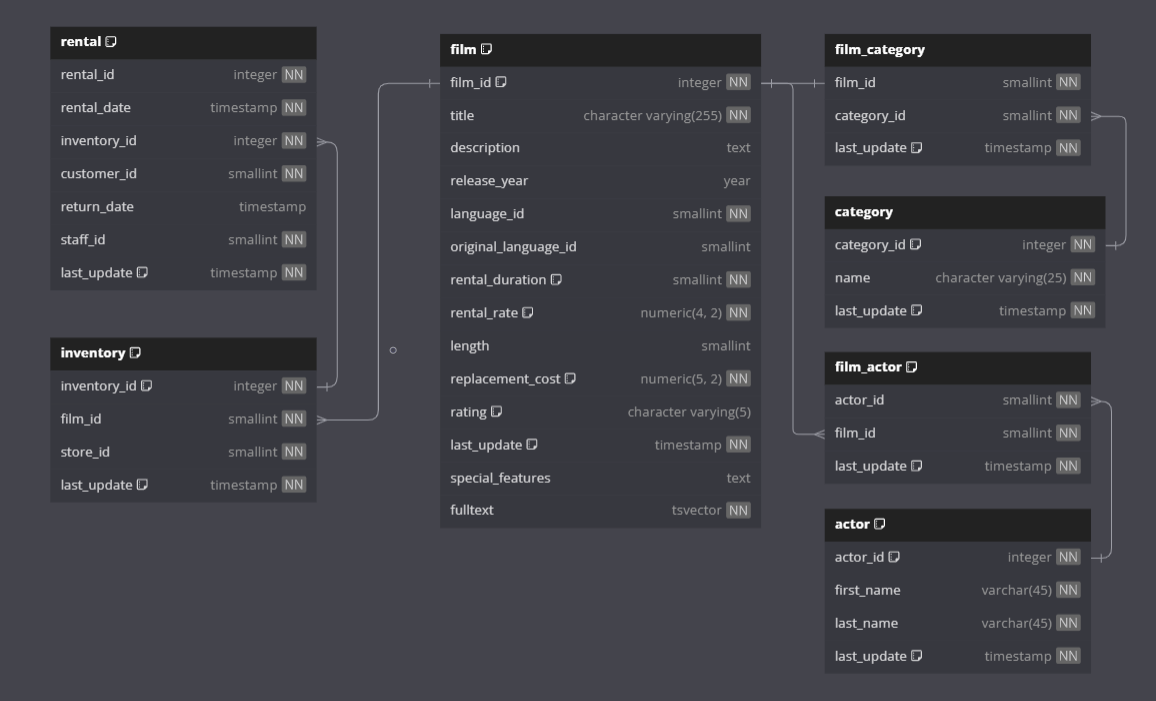 rental
rental_id integer NN
rental_date timestamp NN
inventory_id integer NN
customer_id smallint NN
return_date timestamp
staff_id smallint NN
last_update timestamp NN
inventory
inventory_id integer NN
film_id smallint NN
store_id smallint NN
last_update timestamp NN
film
film_id integer NN
title character varying(255) NN
description text
release_year year
language_id smallint NN
original_language_id smallint
rental_duration smallint NN
rental_rate numeric(4, 2) NN
length smallint
replacement_cost numeric(5, 2) NN
rating character varying(5)
last_update timestamp NN
special_features text
fulltext tsvector NN
film_category
film_id smallint NN
category_id smallint NN
last_update timestamp NN
category
category_id integer NN
name character varying(25) NN
last_update timestamp NN
film_actor
actor_id smallint NN
film_id smallint NN
last_update timestamp NN
actor
actor_id integer NN
first_name varchar(45) NN
last_name varchar(45) NN
last_update timestamp NN